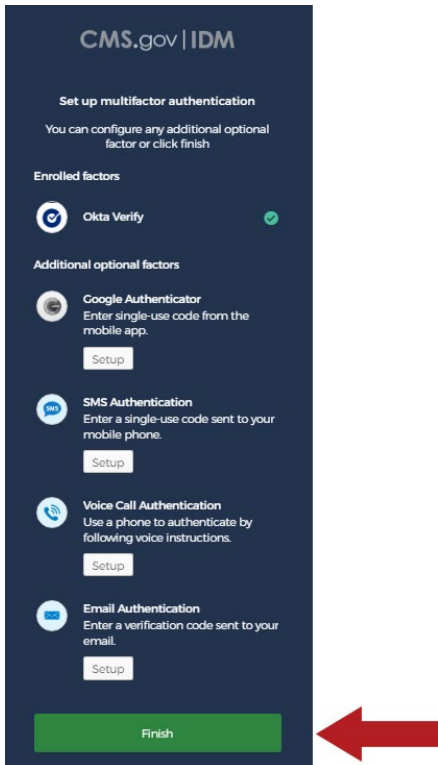 CMS.gov|IDM
Set up multifactor authentication
You can configure any additional optional
factor or click finish
Enrolled factors
Okta Verify
Additional optional factors
Google Authenticator
Enter single-use code from the
mobile app.
Setup
SMS
SMS Authentication
Enter a single-use code sent to your
mobile phone.
Setup
Voice Call Authentication
Use a phone to authenticate by
following voice instructions.
Setup
Email Authentication
Enter a verification code sent to your
email.
Setup
Finish